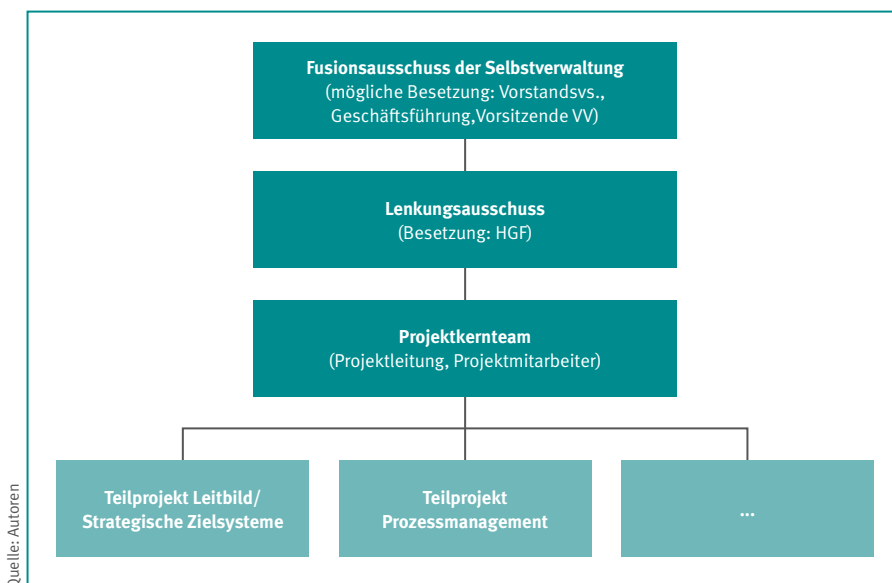 Fusionsausschuss der Selbstverwaltung
(mögliche Besetzung: Vorstandsvs.,
Geschäftsführung,Vorsitzende VV)
Lenkungsausschuss
(Besetzung: HGF)
Projektkernteam
(Projektleitung, Projektmitarbeiter)
Teilprojekt Leitbild/
Strategische Zielsysteme
Teilprojekt
Prozessmanagement
...
Quelle: Autoren